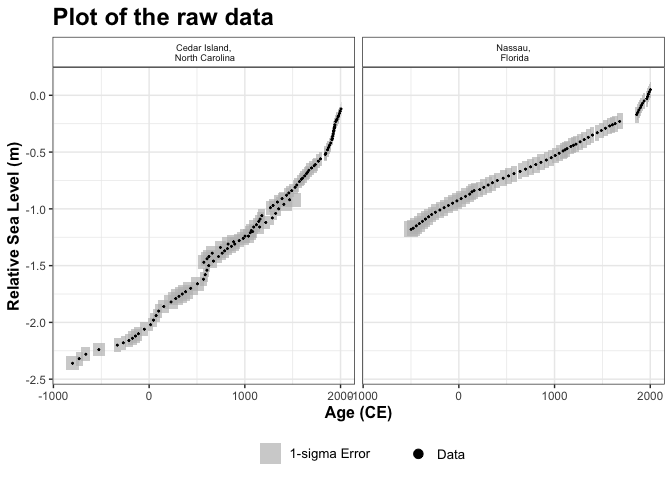 Plot of the raw data
Cedar Island,
North Carolina
Nassau,
Florida
Relative Sea Level (m)
0.0
-0.5
-1.0
-1.5
-2.0
-2.5
-1000
0
1000
2000
-1000
0
1000
2000
Age (CE)
1-sigma Error
Data